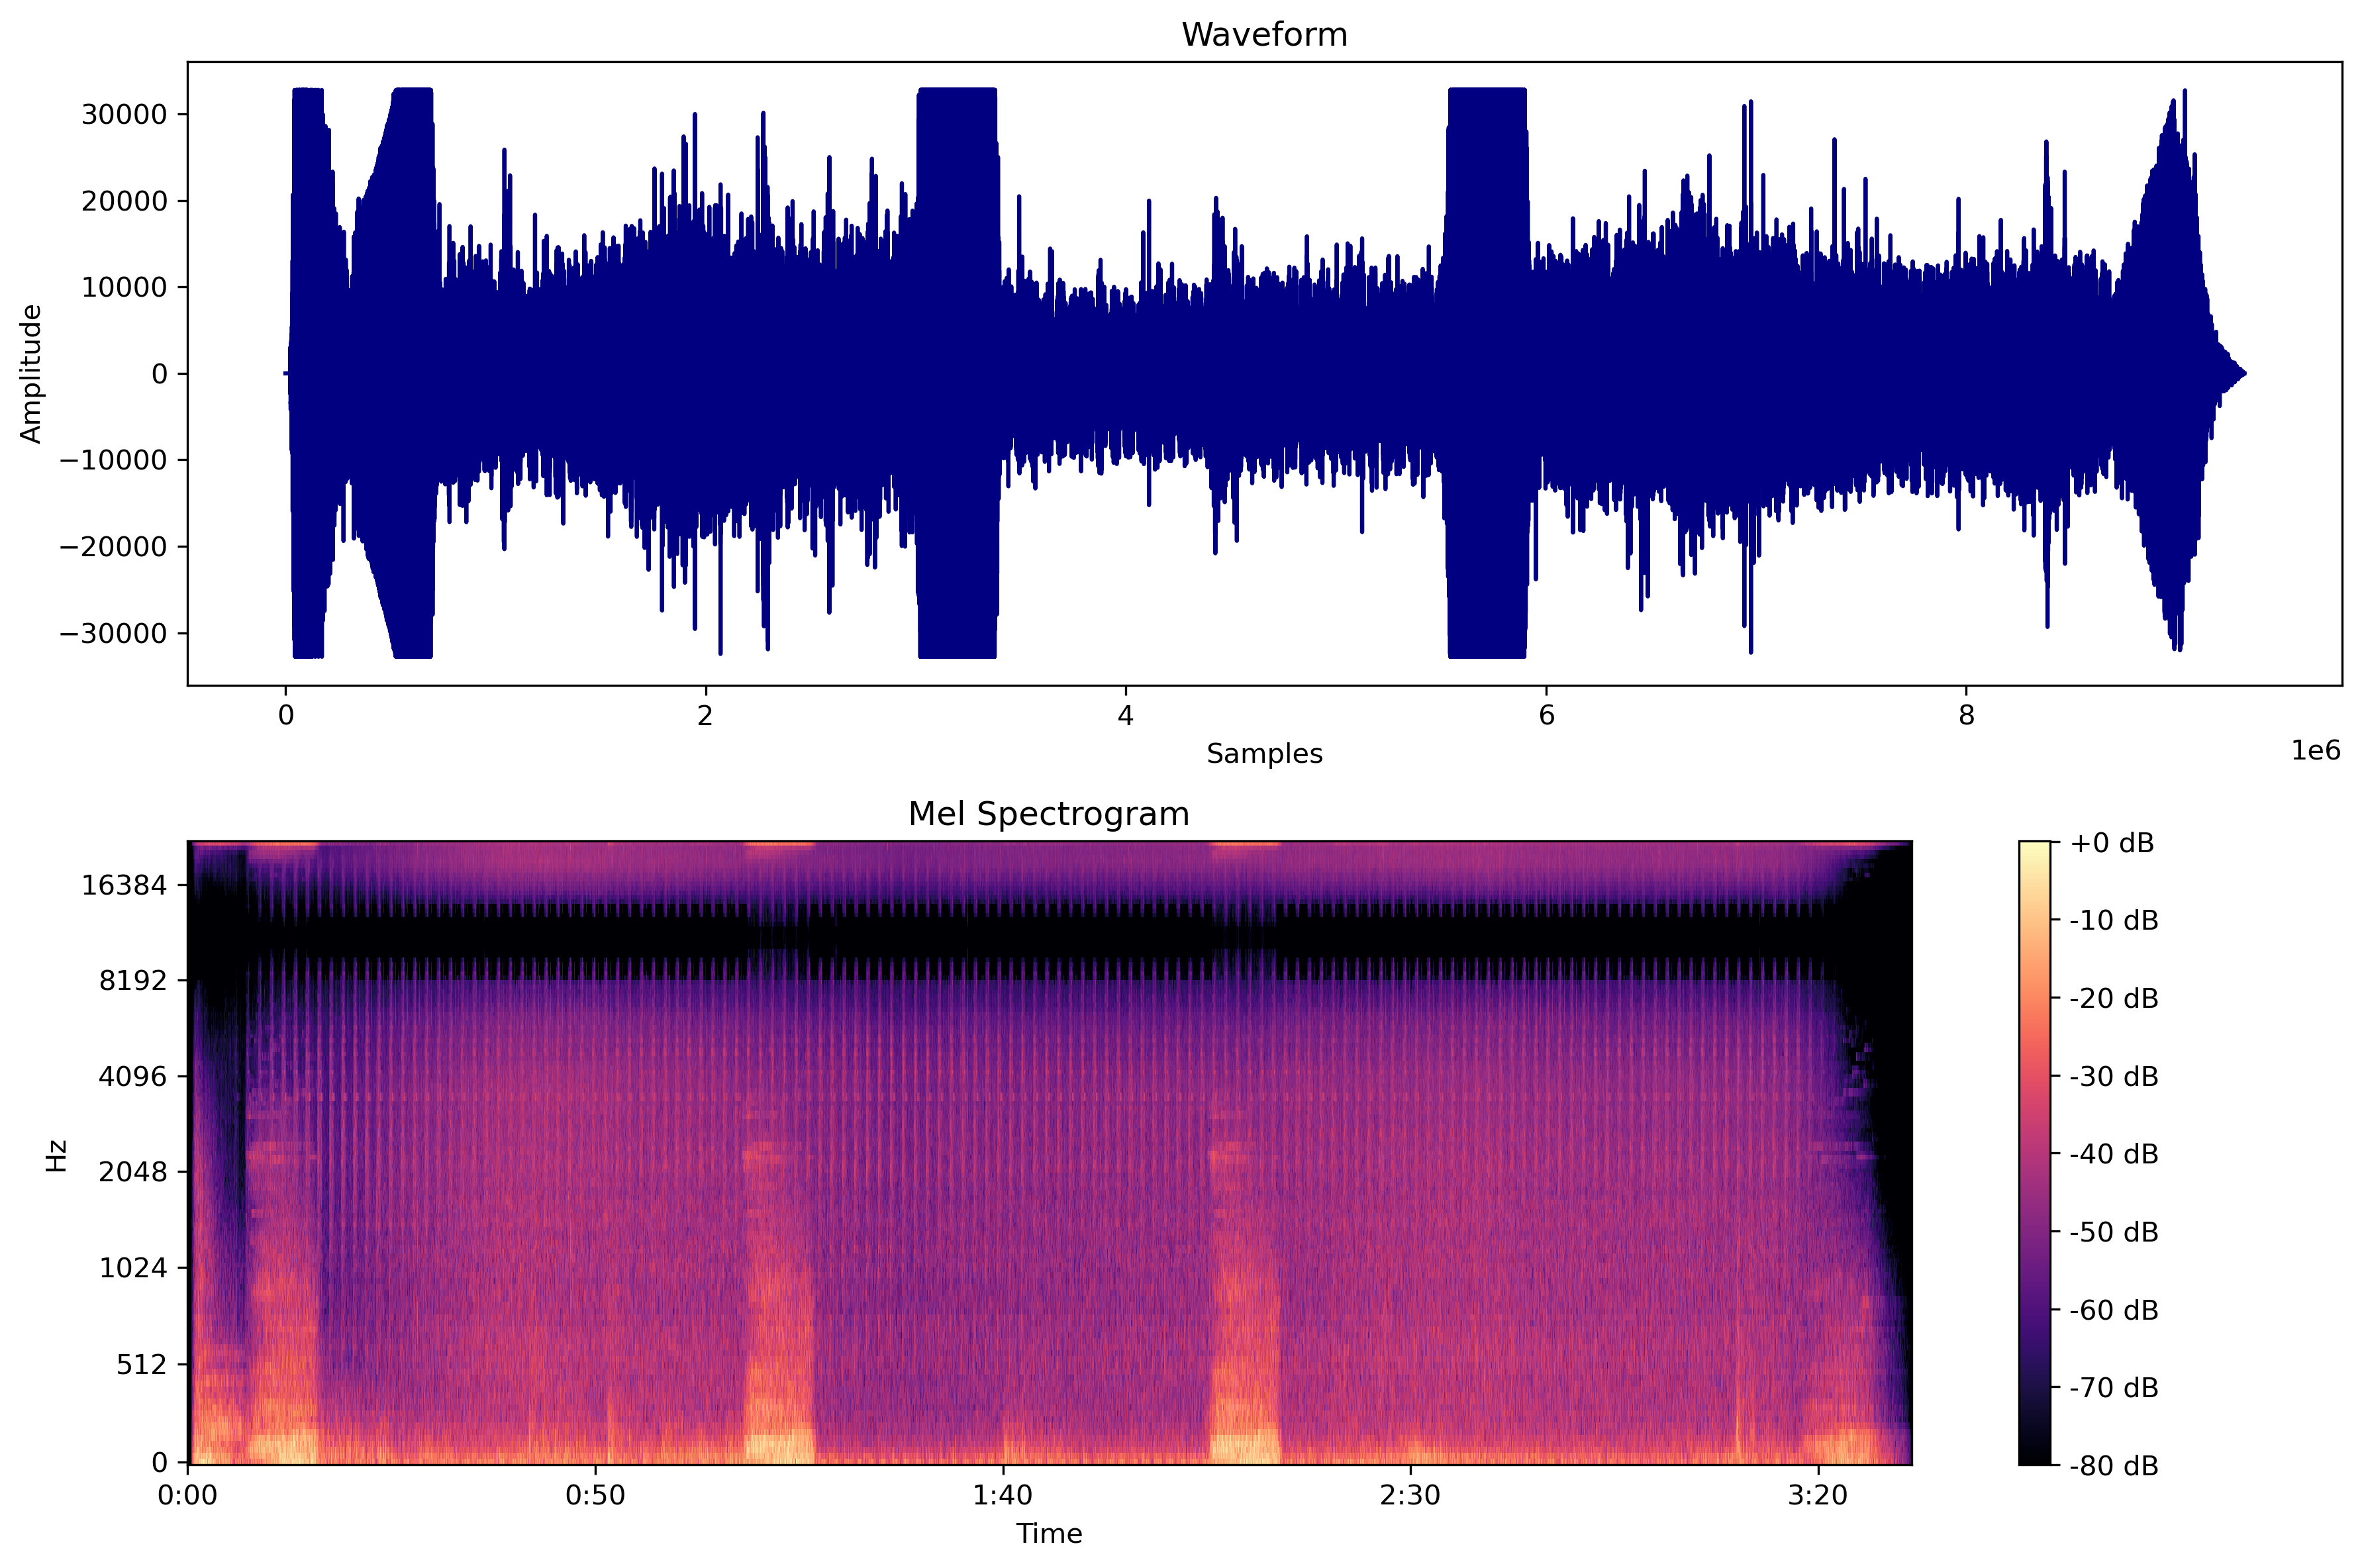 Waveform
30000
20000
10000
0
−10000
−20000
−30000
Amplitude
0 2 4 6 8
Samples
1e6
Mel Spectrogram
16384
8192
4096
2048
1024
512
0
Hz
0:00 0:50 1:40 2:30 3:20
Time
+0 dB
-10 dB
-20 dB
-30 dB
-40 dB
-50 dB
-60 dB
-70 dB
-80 dB